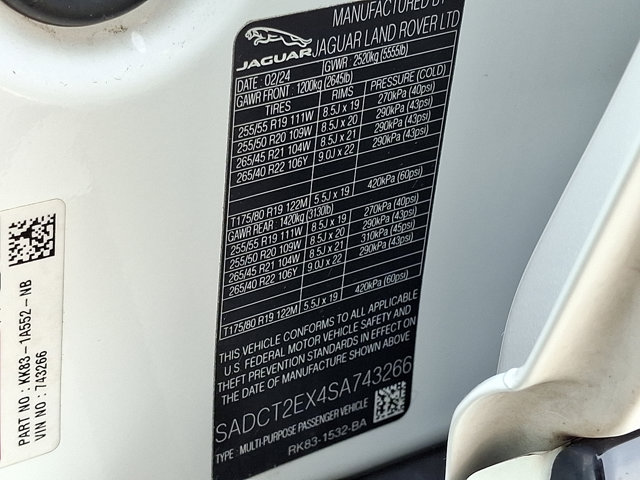 MANUFACTURED BY
JAGUAR JAGUAR LAND ROVER LTD
DATE: 02/24 GVWR 2520kg (5555lb)
GAWR FRONT 1200kg (2645lb)
TIRES RIMS PRESSURE (COLD)
255/55 R19 111W 8.5J x 19 270kPa (40psi)
255/50 R20 109W 8.5J x 20 290kPa (43psi)
265/45 R21 104W 8.5J x 21 290kPa (43psi)
265/40 R22 106Y 9.0J x 22 290kPa (43psi)
T175/80 R19 122M 5.5J x 19 420kPa (60psi)
GAWR REAR 1420kg (3130lb)
255/55 R19 111W 8.5J x 19 270kPa (40psi)
255/50 R20 109W 8.5J x 20 290kPa (43psi)
265/45 R21 104W 8.5J x 21 310kPa (45psi)
265/40 R22 106Y 9.0J x 22 290kPa (43psi)
T175/80 R19 122M 5.5J x 19 420kPa (60psi)
THIS VEHICLE CONFORMS TO ALL APPLICABLE
U S FEDERAL MOTOR VEHICLE SAFETY AND
THEFT PREVENTION STANDARDS IN EFFECT ON
THE DATE OF MANUFACTURE SHOWN ABOVE
SADCT2EX4SA743266
TYPE: MULTI-PURPOSE PASSENGER VEHICLE
RK83-1532-BA
PART NO : KK83-1A552-NB
VIN NO : 743266